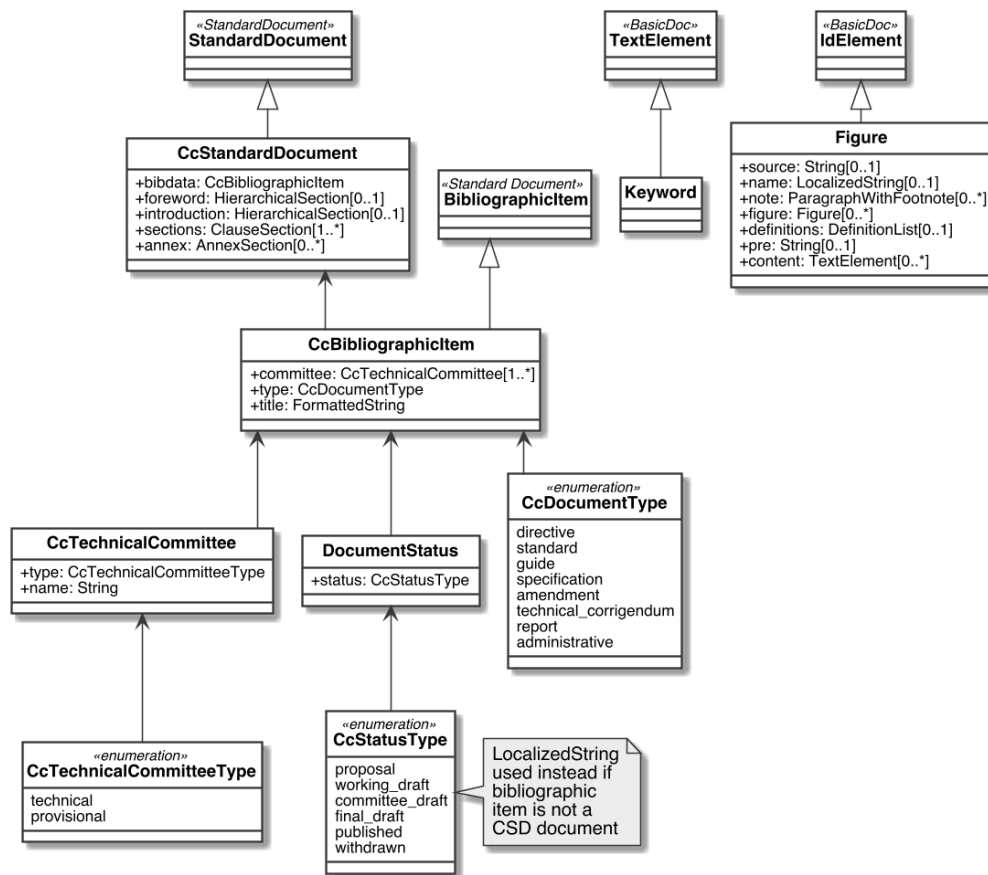 «StandardDocument»
StandardDocument
«BasicDoc»
TextElement
«BasicDoc»
IdElement
CcStandardDocument
+bibdata: CcBibliographicItem
+foreword: HierarchicalSection[0..1]
+introduction: HierarchicalSection[0..1]
+sections: ClauseSection[1..*]
+annex: AnnexSection[0..*]
«Standard Document»
BibliographicItem
Keyword
Figure
+source: String[0..1]
+name: LocalizedString[0..1]
+note: ParagraphWithFootnote[0..*]
+figure: Figure[0..*]
+definitions: DefinitionList[0..1]
+pre: String[0..1]
+content: TextElement[0..*]
CcBibliographicItem
+committee: CcTechnicalCommittee[1..*]
+type: CcDocumentType
+title: FormattedString
CcTechnicalCommittee
+type: CcTechnicalCommitteeType
+name: String
DocumentStatus
+status: CcStatusType
«enumeration»
CcDocumentType
directive
standard
guide
specification
amendment
technical_corrigendum
report
administrative
«enumeration»
CcTechnicalCommitteeType
technical
provisional
«enumeration»
CcStatusType
proposal
working_draft
committee_draft
final_draft
published
withdrawn
LocalizedString
used instead if
bibliographic
item is not a
CSD document